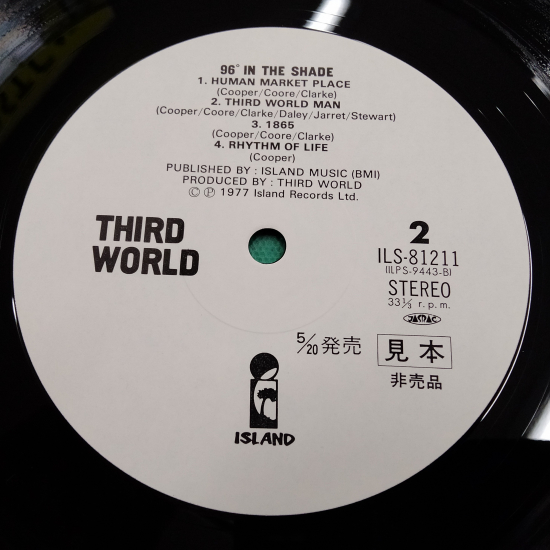 96° IN THE SHADE
1. HUMAN MARKET PLACE
(Cooper/Coore/Clarke)
2. THIRD WORLD MAN
(Cooper/Coore/Clarke/Daley/Jarret/Stewart)
3. 1865
(Cooper/Coore/Clarke)
4. RHYTHM OF LIFE
(Cooper)
PUBLISHED BY : ISLAND MUSIC (BMI)
PRODUCED BY : THIRD WORLD
© ℗ 1977 Island Records Ltd.
THIRD
WORLD
2
ILS-81211
(ILPS-9443-B)
STEREO
33⅓ r.p.m.
JASRAC
5/20 発売
見本
非売品
ISLAND